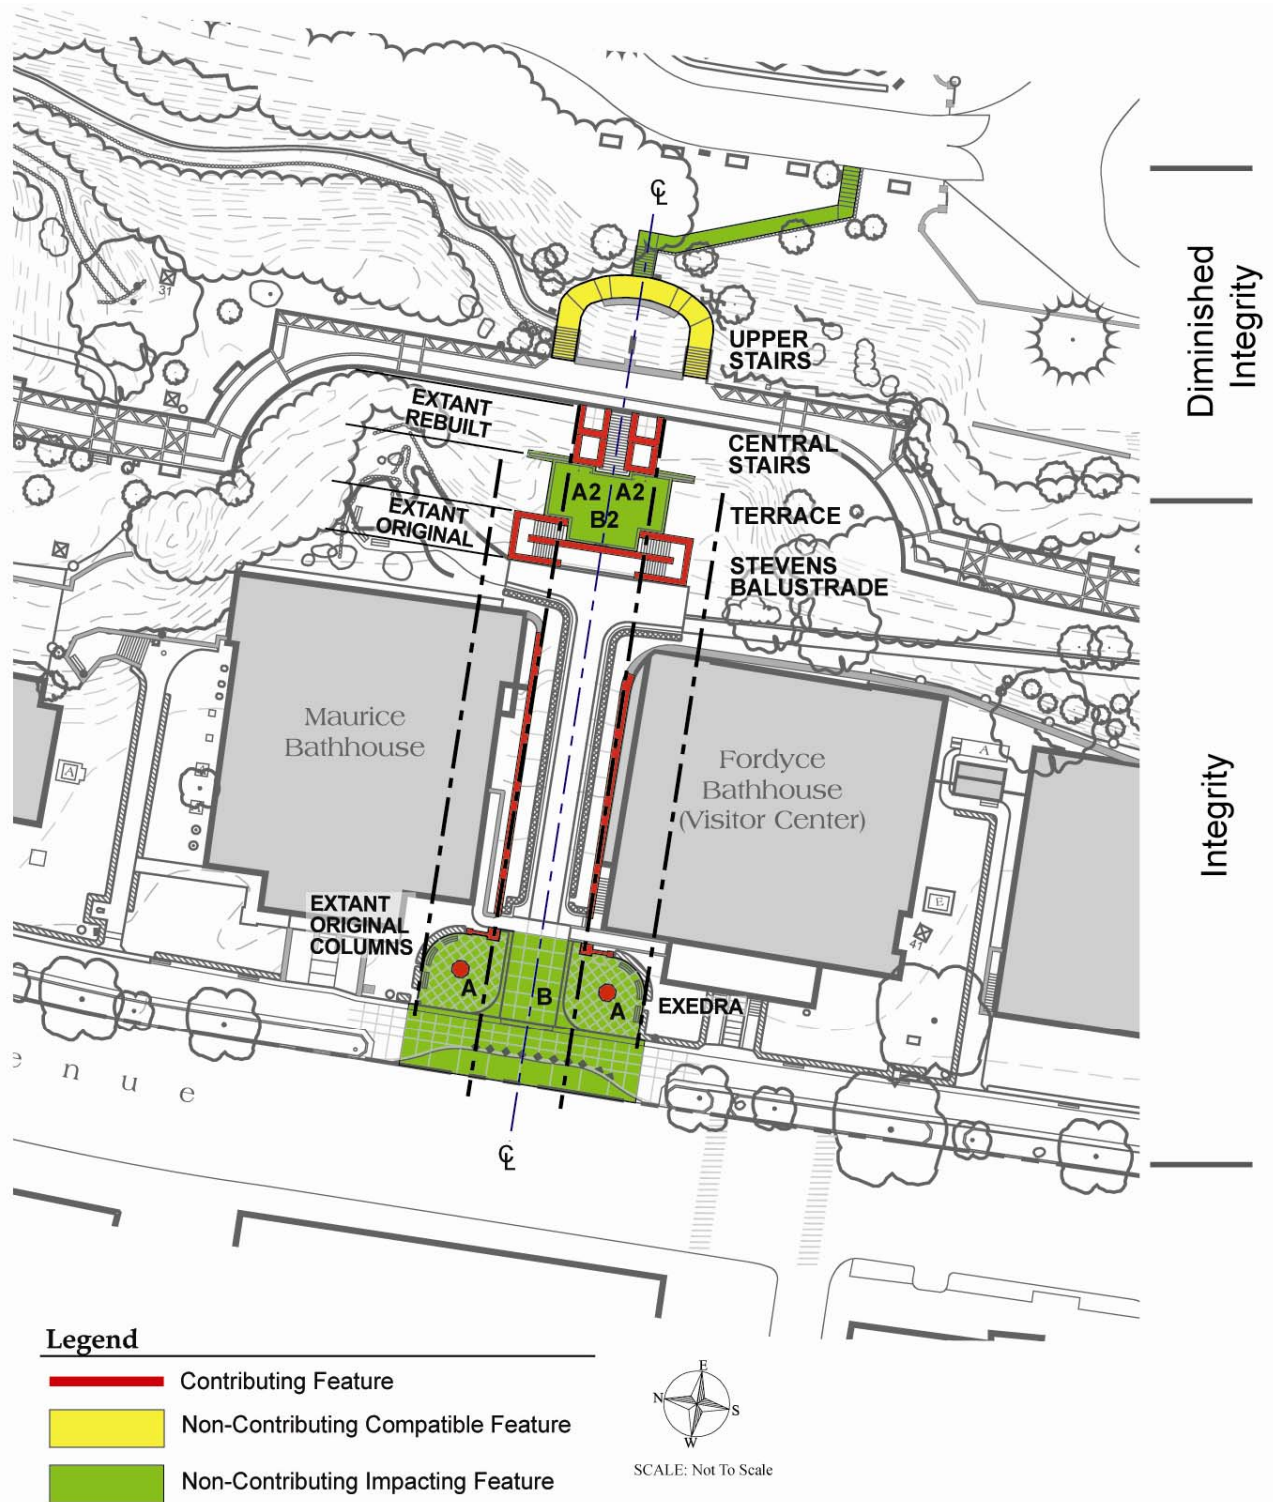 ℄
31
UPPER
STAIRS
Diminished
Integrity
EXTANT
REBUILT
CENTRAL
STAIRS
A2 A2
B2
EXTANT
ORIGINAL
TERRACE
STEVENS
BALUSTRADE
Maurice
Bathhouse
Fordyce
Bathhouse
(Visitor Center)
A
A
Integrity
EXTANT
ORIGINAL
COLUMNS
E
41
A
B
A
EXEDRA
e n u e
℄
Legend
Contributing Feature
Non-Contributing Compatible Feature
Non-Contributing Impacting Feature
E
N
S
W
SCALE: Not To Scale